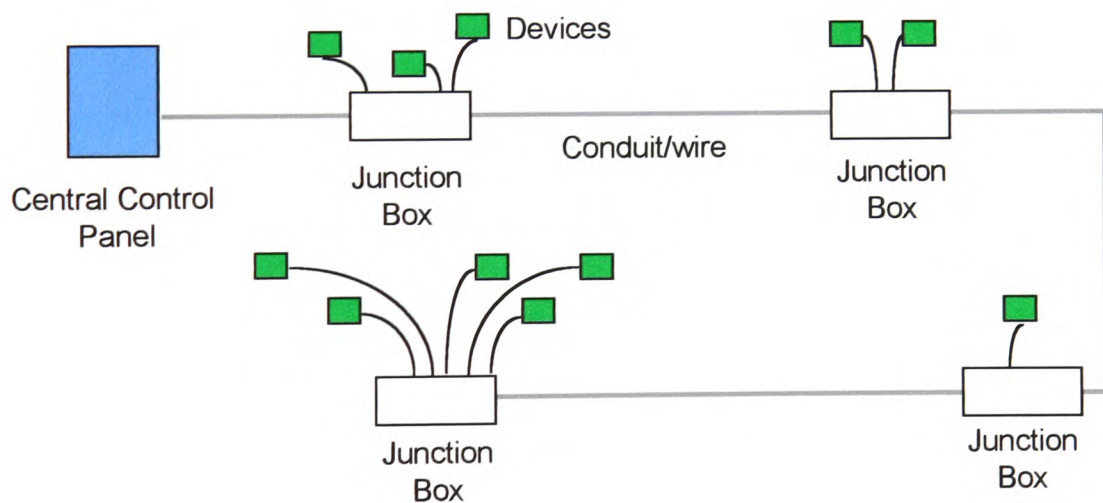 Devices
Conduit/wire
Junction
Box
Junction
Box
Central Control
Panel
Junction
Box
Junction
Box